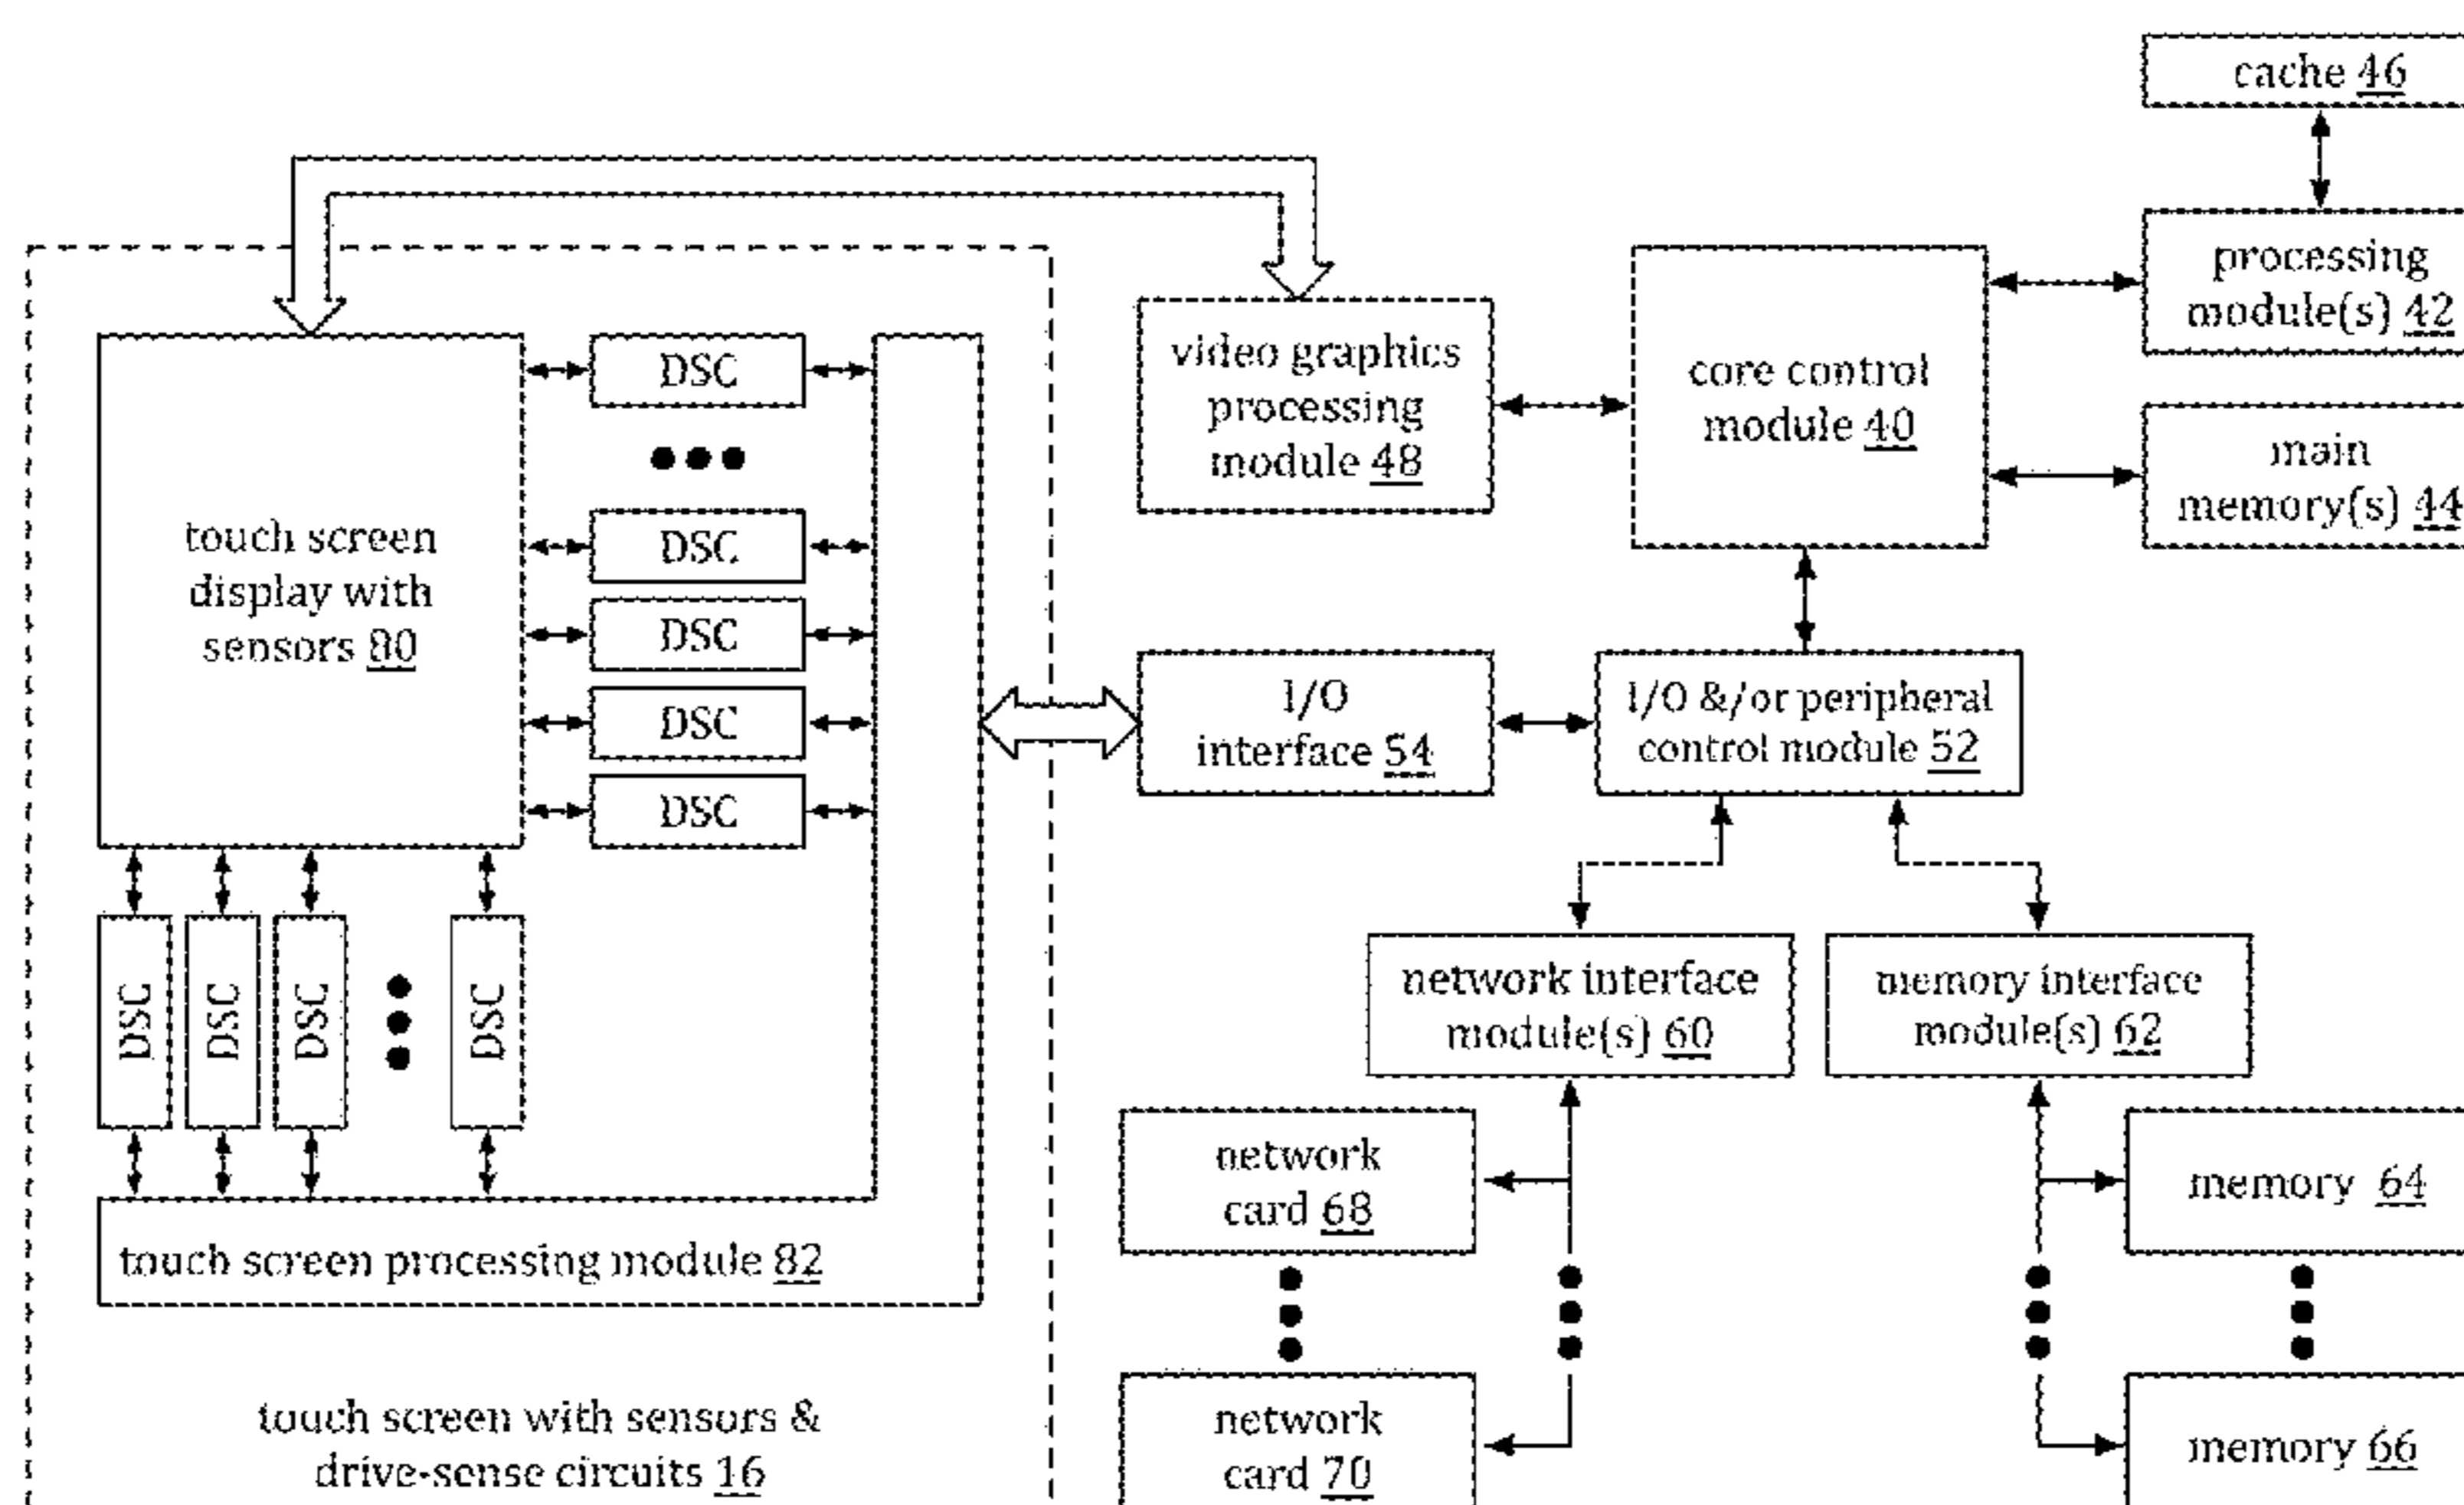 cache 46
processing
module(s) 42
video graphics
processing
module 48
core control
module 40
main
memory(s) 44
touch screen
display with
sensors 80
DSC
DSC
DSC
DSC
DSC
I/O
interface 54
I/O &/or peripheral
control module 52
DSC
DSC
DSC
DSC
network interface
module(s) 60
memory interface
module(s) 62
network
card 68
memory 64
touch screen processing module 82
network
card 70
memory 66
touch screen with sensors &
drive-sense circuits 16